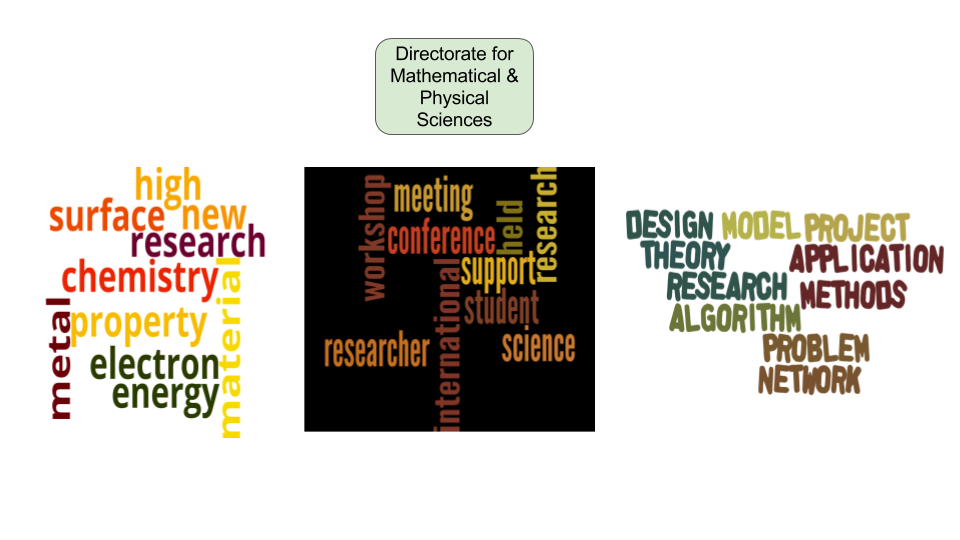 Directorate for
Mathematical &
Physical
Sciences
high
surface new
research
chemistry
metal
property
material
electron
energy
workshop
meeting
held
research
conference
support
international
student
researcher
science
DESIGN MODEL PROJECT
THEORY
APPLICATION
RESEARCH
METHODS
ALGORITHM
PROBLEM
NETWORK